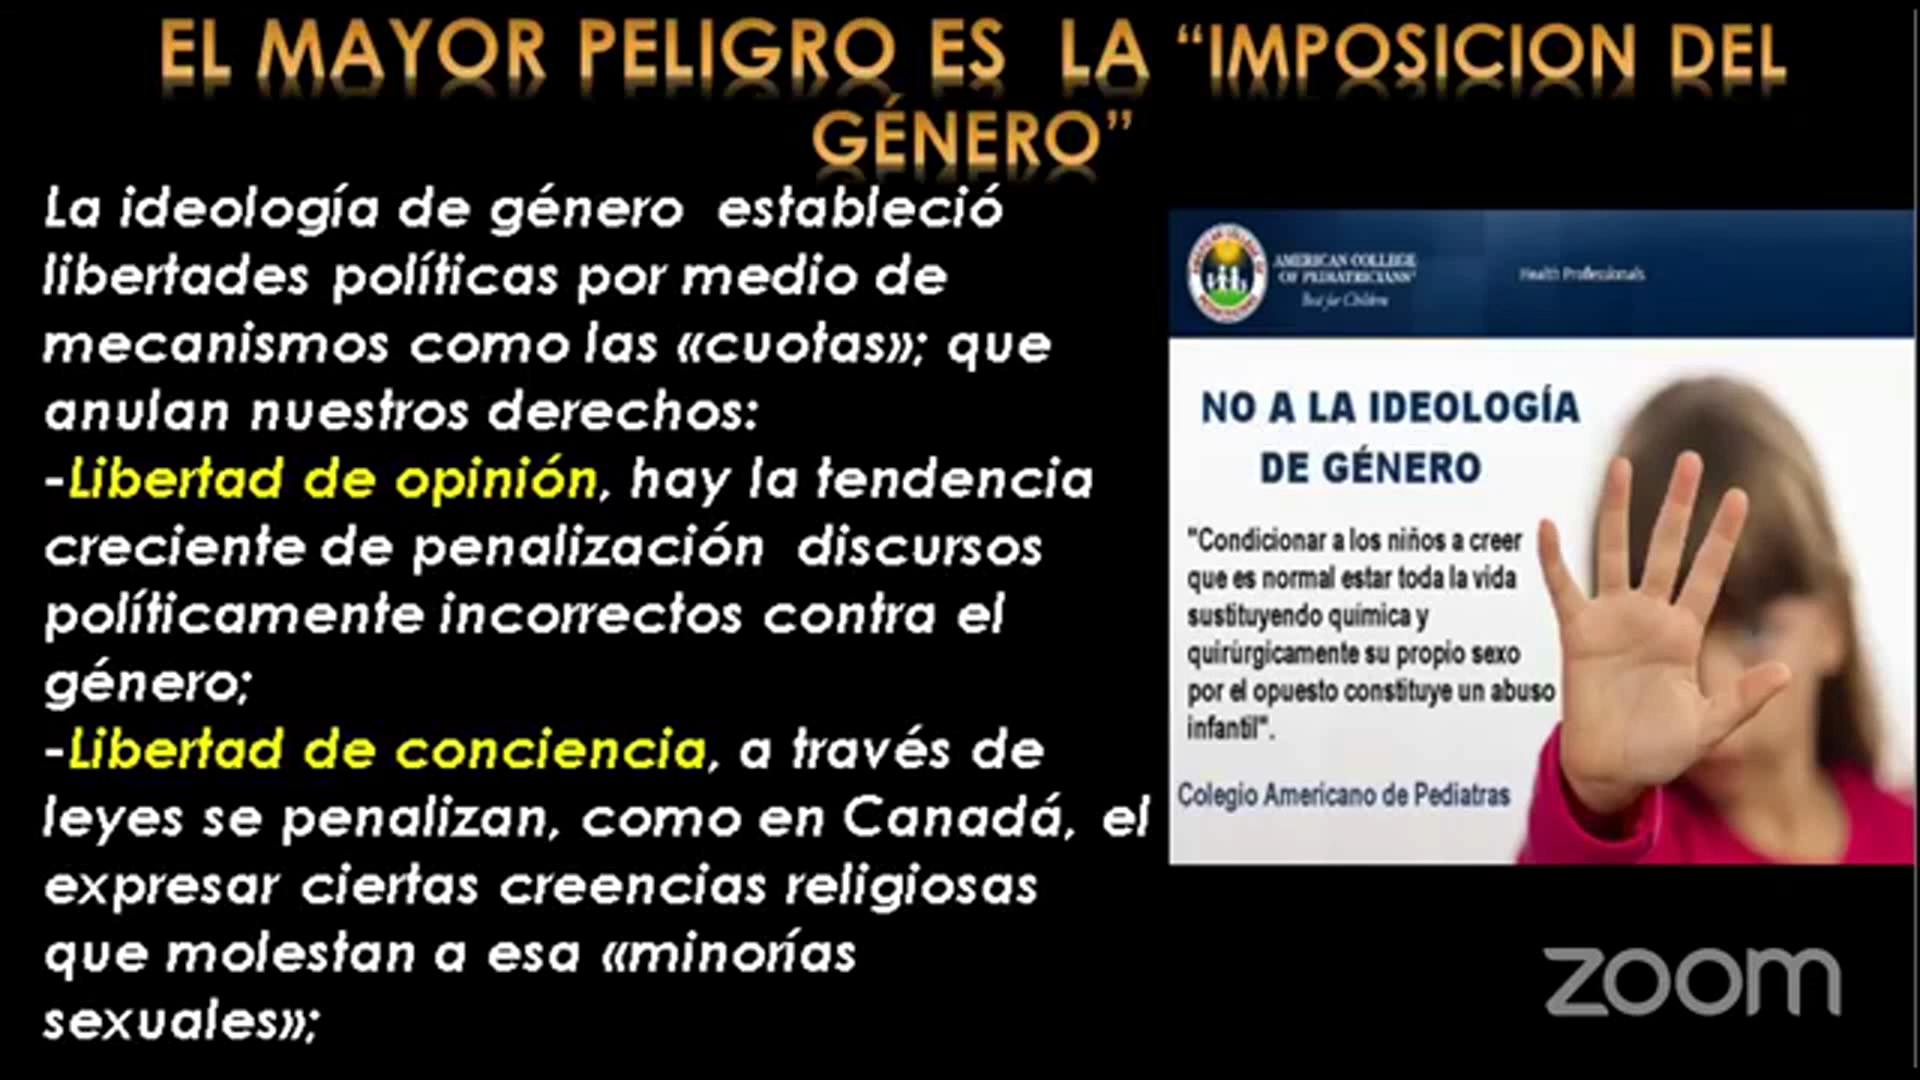 EL MAYOR PELIGRO ES LA “IMPOSICION DEL
GÉNERO”
La ideología de género estableció
libertades políticas por medio de
mecanismos como las «cuotas»; que
anulan nuestros derechos:
-Libertad de opinión, hay la tendencia
creciente de penalización discursos
políticamente incorrectos contra el
género;
-Libertad de conciencia, a través de
leyes se penalizan, como en Canadá, el
expresar ciertas creencias religiosas
que molestan a esa «minorías
sexuales»;
AMERICAN COLLEGE
OF PEDIATRICIANS®
Best for Children
Health Professionals
NO A LA IDEOLOGÍA
DE GÉNERO
"Condicionar a los niños a creer
que es normal estar toda la vida
sustituyendo química y
quirúrgicamente su propio sexo
por el opuesto constituye un abuso
infantil".
Colegio Americano de Pediatras
zoom